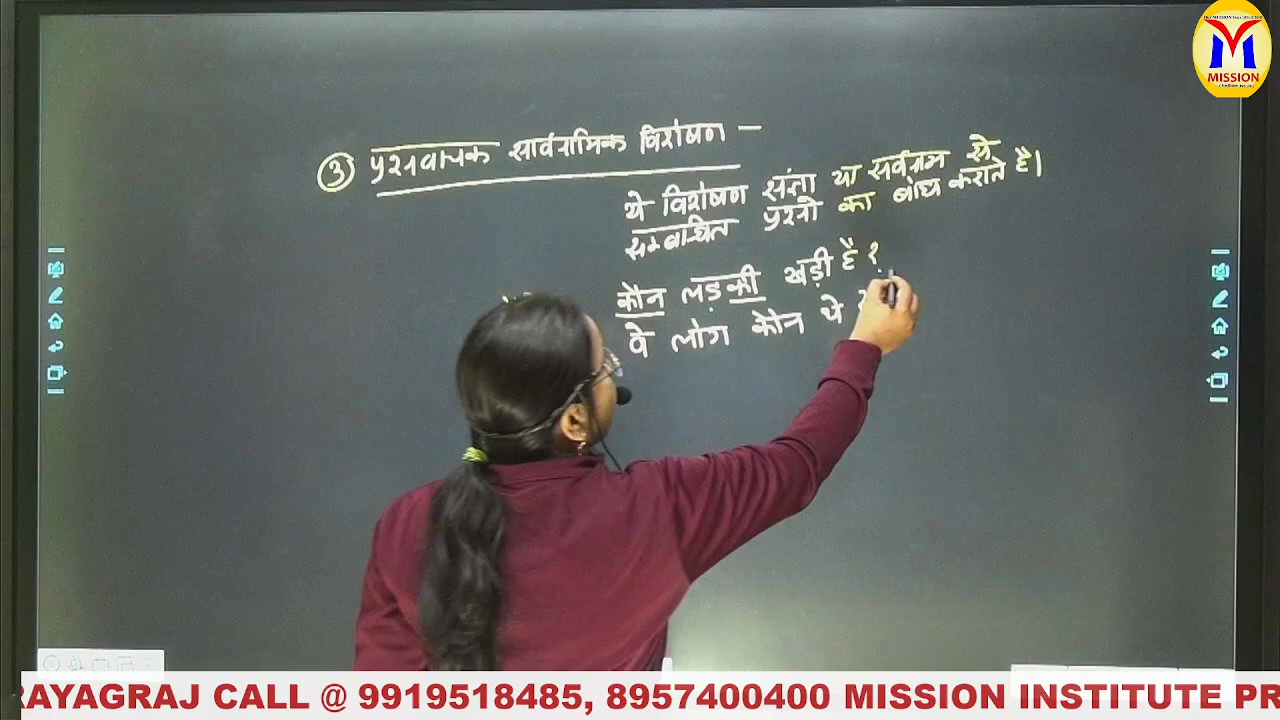 ③ प्रश्नवाचक सार्वनामिक विशेषण —
ये विशेषण संज्ञा या सर्वनाम से
सम्बन्धित प्रश्नो का बोध कराते है।
कौन लड़की खड़ी है ?
वे लोग कौन थे
MISSION
RAYAGRAJ CALL @ 9919518485, 8957400400 MISSION INSTITUTE PR